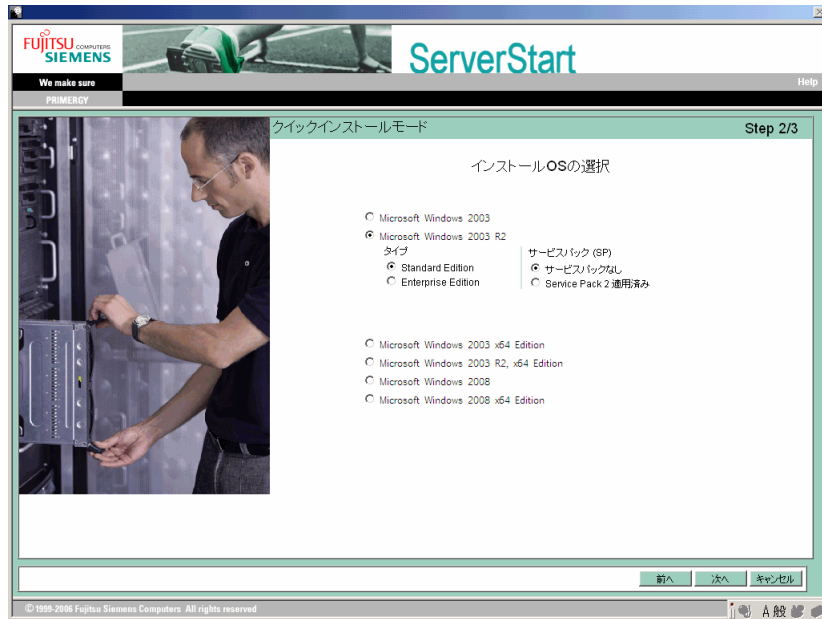 FUJITSU COMPUTERS
SIEMENS
ServerStart
We make sure
Help
PRIMERGY
クイックインストールモード
Step 2/3
インストールOSの選択
Microsoft Windows 2003
Microsoft Windows 2003 R2
タイプ
サービスパック (SP)
Standard Edition
サービスパックなし
Enterprise Edition
Service Pack 2 適用済み
Microsoft Windows 2003 x64 Edition
Microsoft Windows 2003 R2, x64 Edition
Microsoft Windows 2008
Microsoft Windows 2008 x64 Edition
前へ
次へ
キャンセル
© 1999-2006 Fujitsu Siemens Computers All rights reserved
A 般